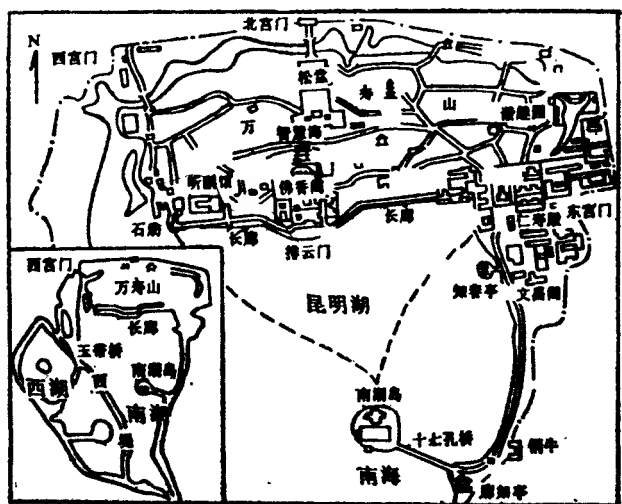 北宫门
N
西宫门
松堂
万
寿
山
谐趣园
智慧海
听鹂馆
佛香阁
仁寿殿
东宫门
石舫
长廊
长廊
排云门
知春亭
文昌阁
昆明湖
南湖岛
十七孔桥
铜牛
廓如亭
南海
西宫门
万寿山
长廊
玉带桥
西湖
西
堤
南湖岛
南湖